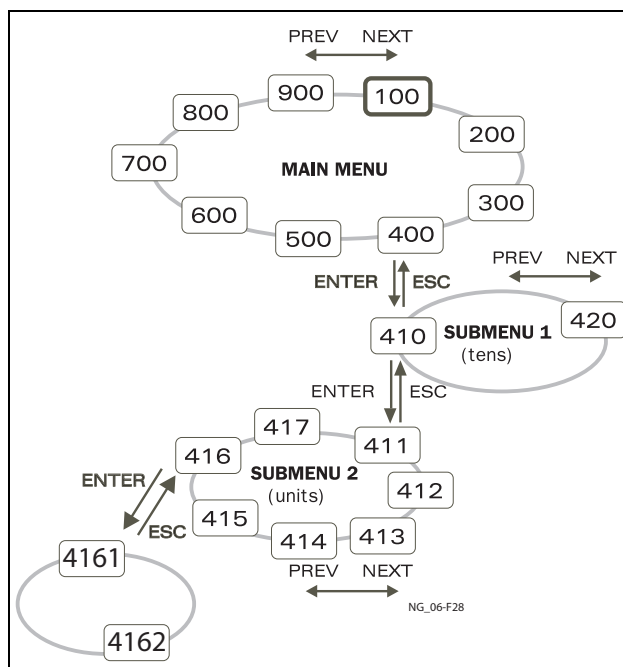 PREV NEXT
900 100
800 200
700 MAIN MENU
300
600 400
500
PREV NEXT
ENTER ESC
420
410 SUBMENU 1
(tens)
ENTER ESC
417
416 411
SUBMENU 2
ENTER 412
(units)
415
ESC 414 413
4161
PREV NEXT
NG_06-F28
4162